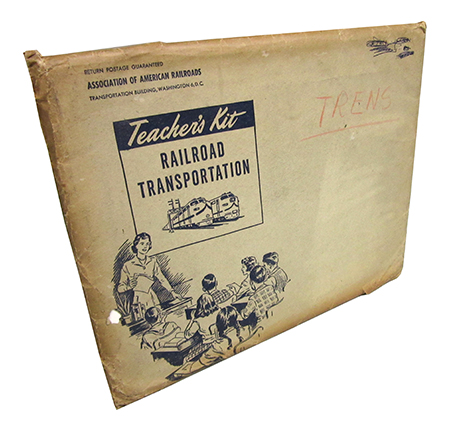 RETURN POSTAGE GUARANTEED
ASSOCIATION OF AMERICAN RAILROADS
TRANSPORTATION BUILDING, WASHINGTON 6, D.C.
TRENS
Teacher's Kit
RAILROAD
TRANSPORTATION